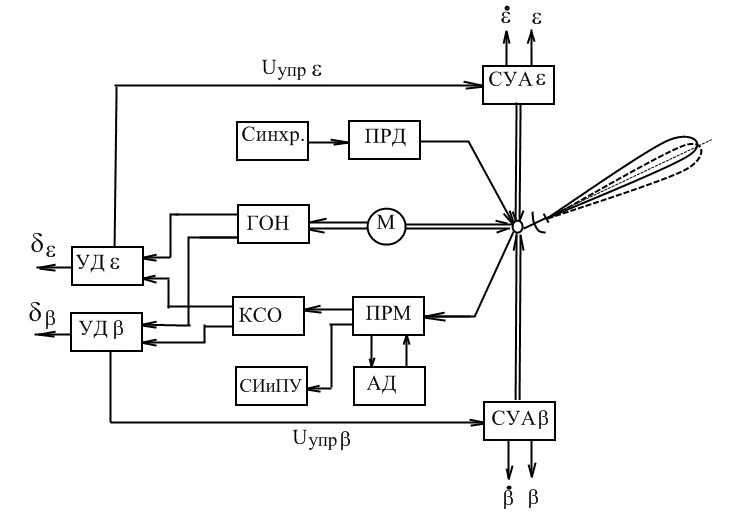 ε̇ ε
СУА ε
Uупр ε
Синхр.
ПРД
ГОН
М
δε
УД ε
δβ
УД β
КСО
ПРМ
СИиПУ
АД
СУА β
Uупр β
β̇ β